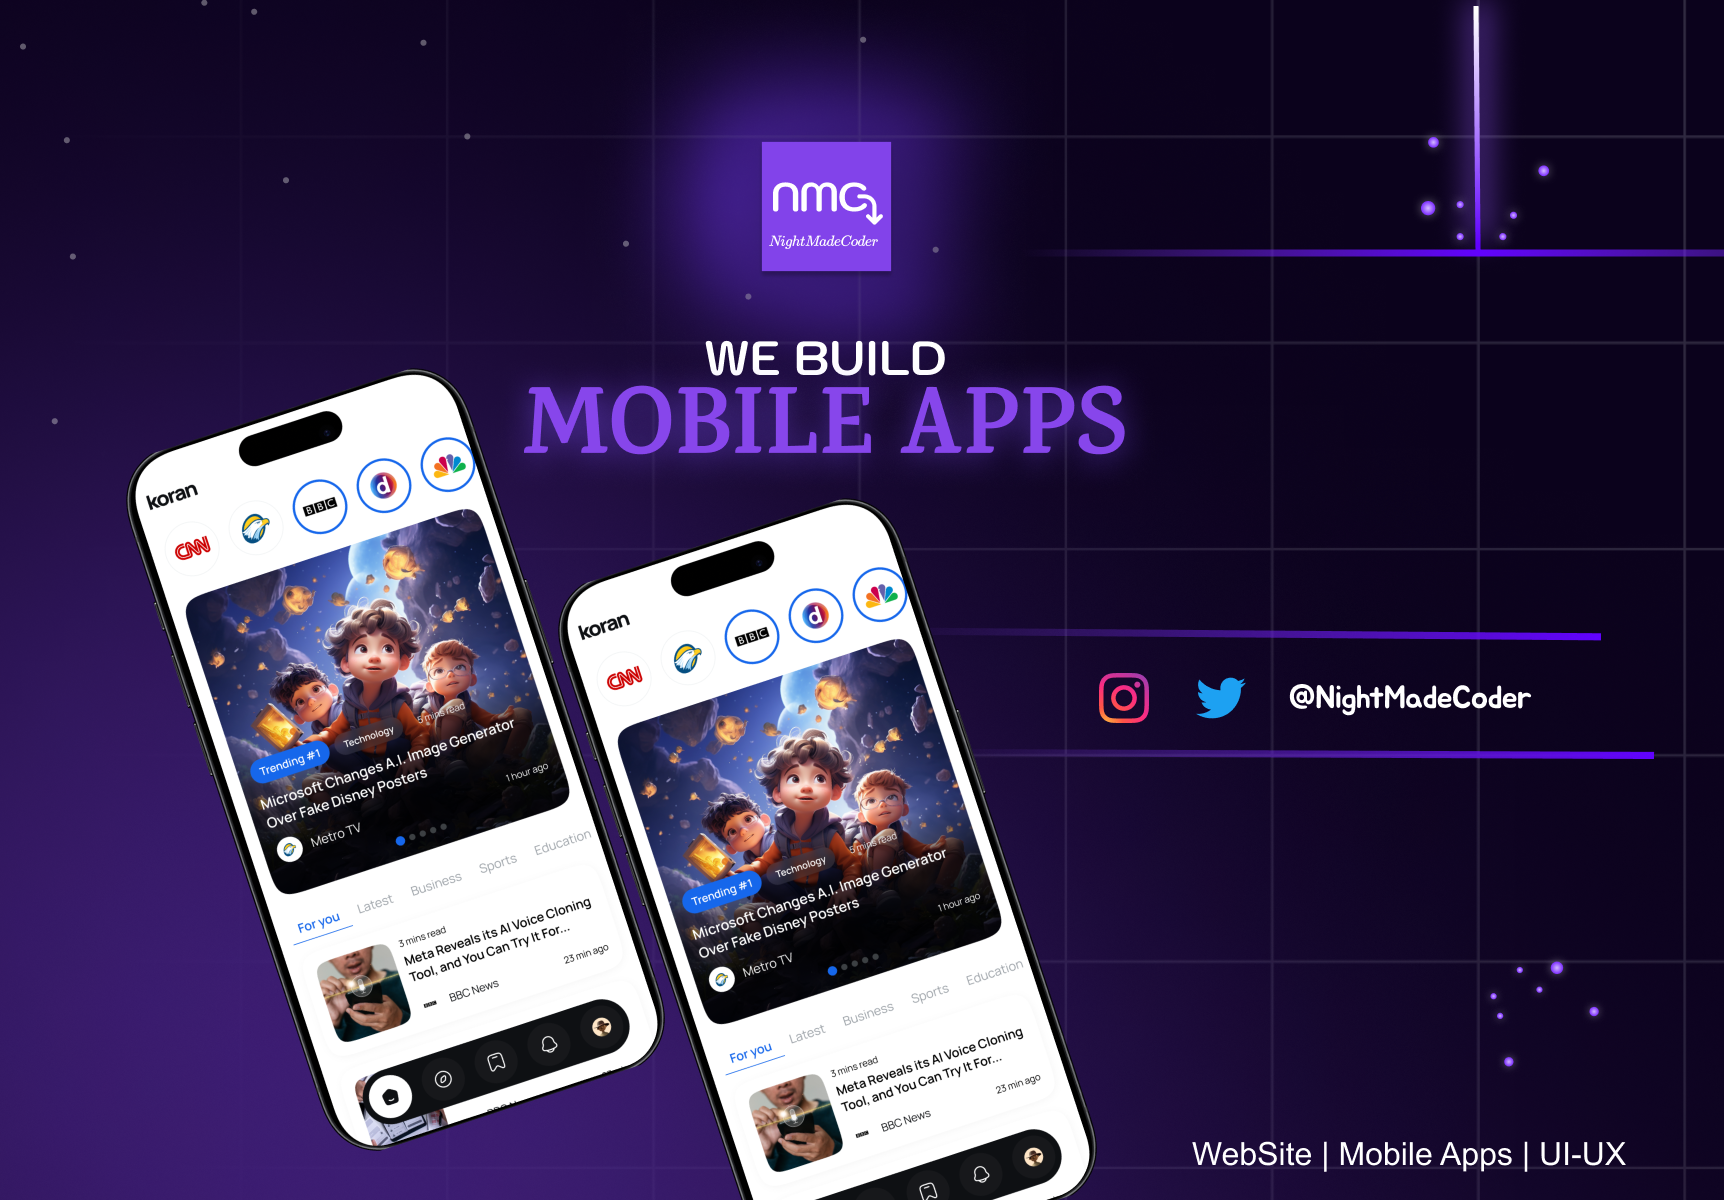 nmc
NightMadeCoder
WE BUILD
MOBILE APPS
koran
CNN
BBC
d
Trending #1
Technology
5 mins read
Microsoft Changes A.I. Image Generator
Over Fake Disney Posters
Metro TV
1 hour ago
For you
Latest
Business
Sports
Education
3 mins read
Meta Reveals its AI Voice Cloning
Tool, and You Can Try It For...
BBC News
23 min ago
koran
CNN
BBC
d
Trending #1
Technology
5 mins read
Microsoft Changes A.I. Image Generator
Over Fake Disney Posters
Metro TV
1 hour ago
For you
Latest
Business
Sports
Education
3 mins read
Meta Reveals its AI Voice Cloning
Tool, and You Can Try It For...
BBC News
23 min ago
@NightMadeCoder
WebSite | Mobile Apps | UI-UX